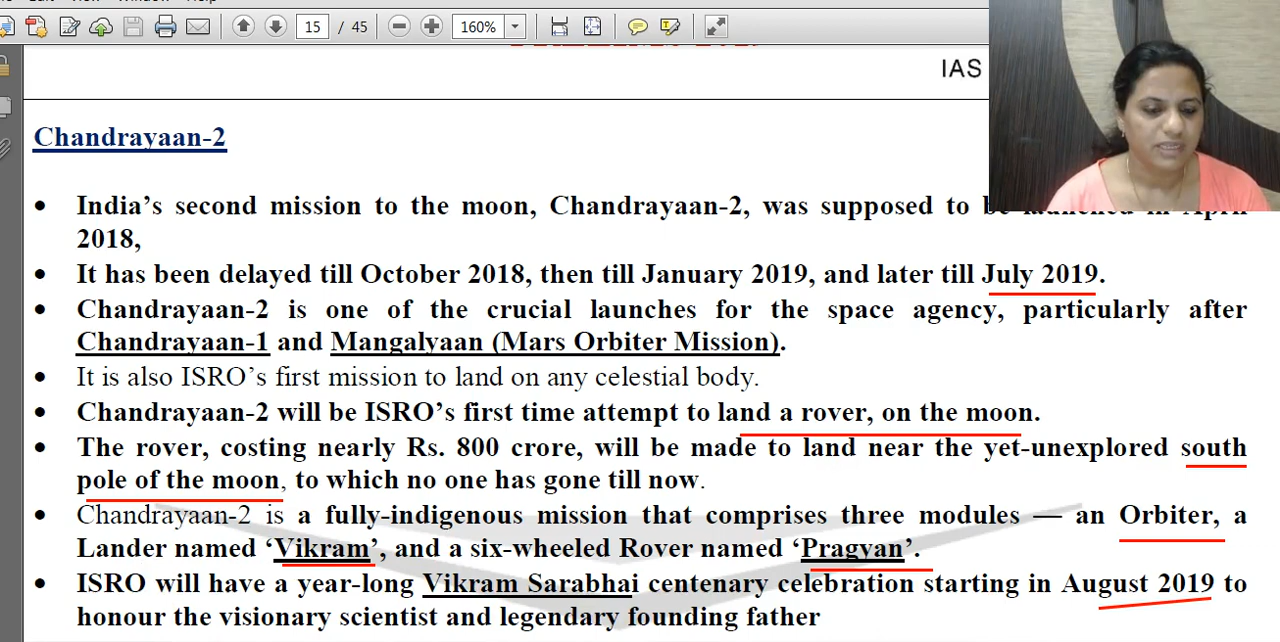 15 / 45 160%
IAS
Chandrayaan-2
• India’s second mission to the moon, Chandrayaan-2, was supposed to be launched in April
2018,
• It has been delayed till October 2018, then till January 2019, and later till July 2019.
• Chandrayaan-2 is one of the crucial launches for the space agency, particularly after
Chandrayaan-1 and Mangalyaan (Mars Orbiter Mission).
• It is also ISRO’s first mission to land on any celestial body.
• Chandrayaan-2 will be ISRO’s first time attempt to land a rover, on the moon.
• The rover, costing nearly Rs. 800 crore, will be made to land near the yet-unexplored south
pole of the moon, to which no one has gone till now.
• Chandrayaan-2 is a fully-indigenous mission that comprises three modules — an Orbiter, a
Lander named ‘Vikram’, and a six-wheeled Rover named ‘Pragyan’.
• ISRO will have a year-long Vikram Sarabhai centenary celebration starting in August 2019 to
honour the visionary scientist and legendary founding father